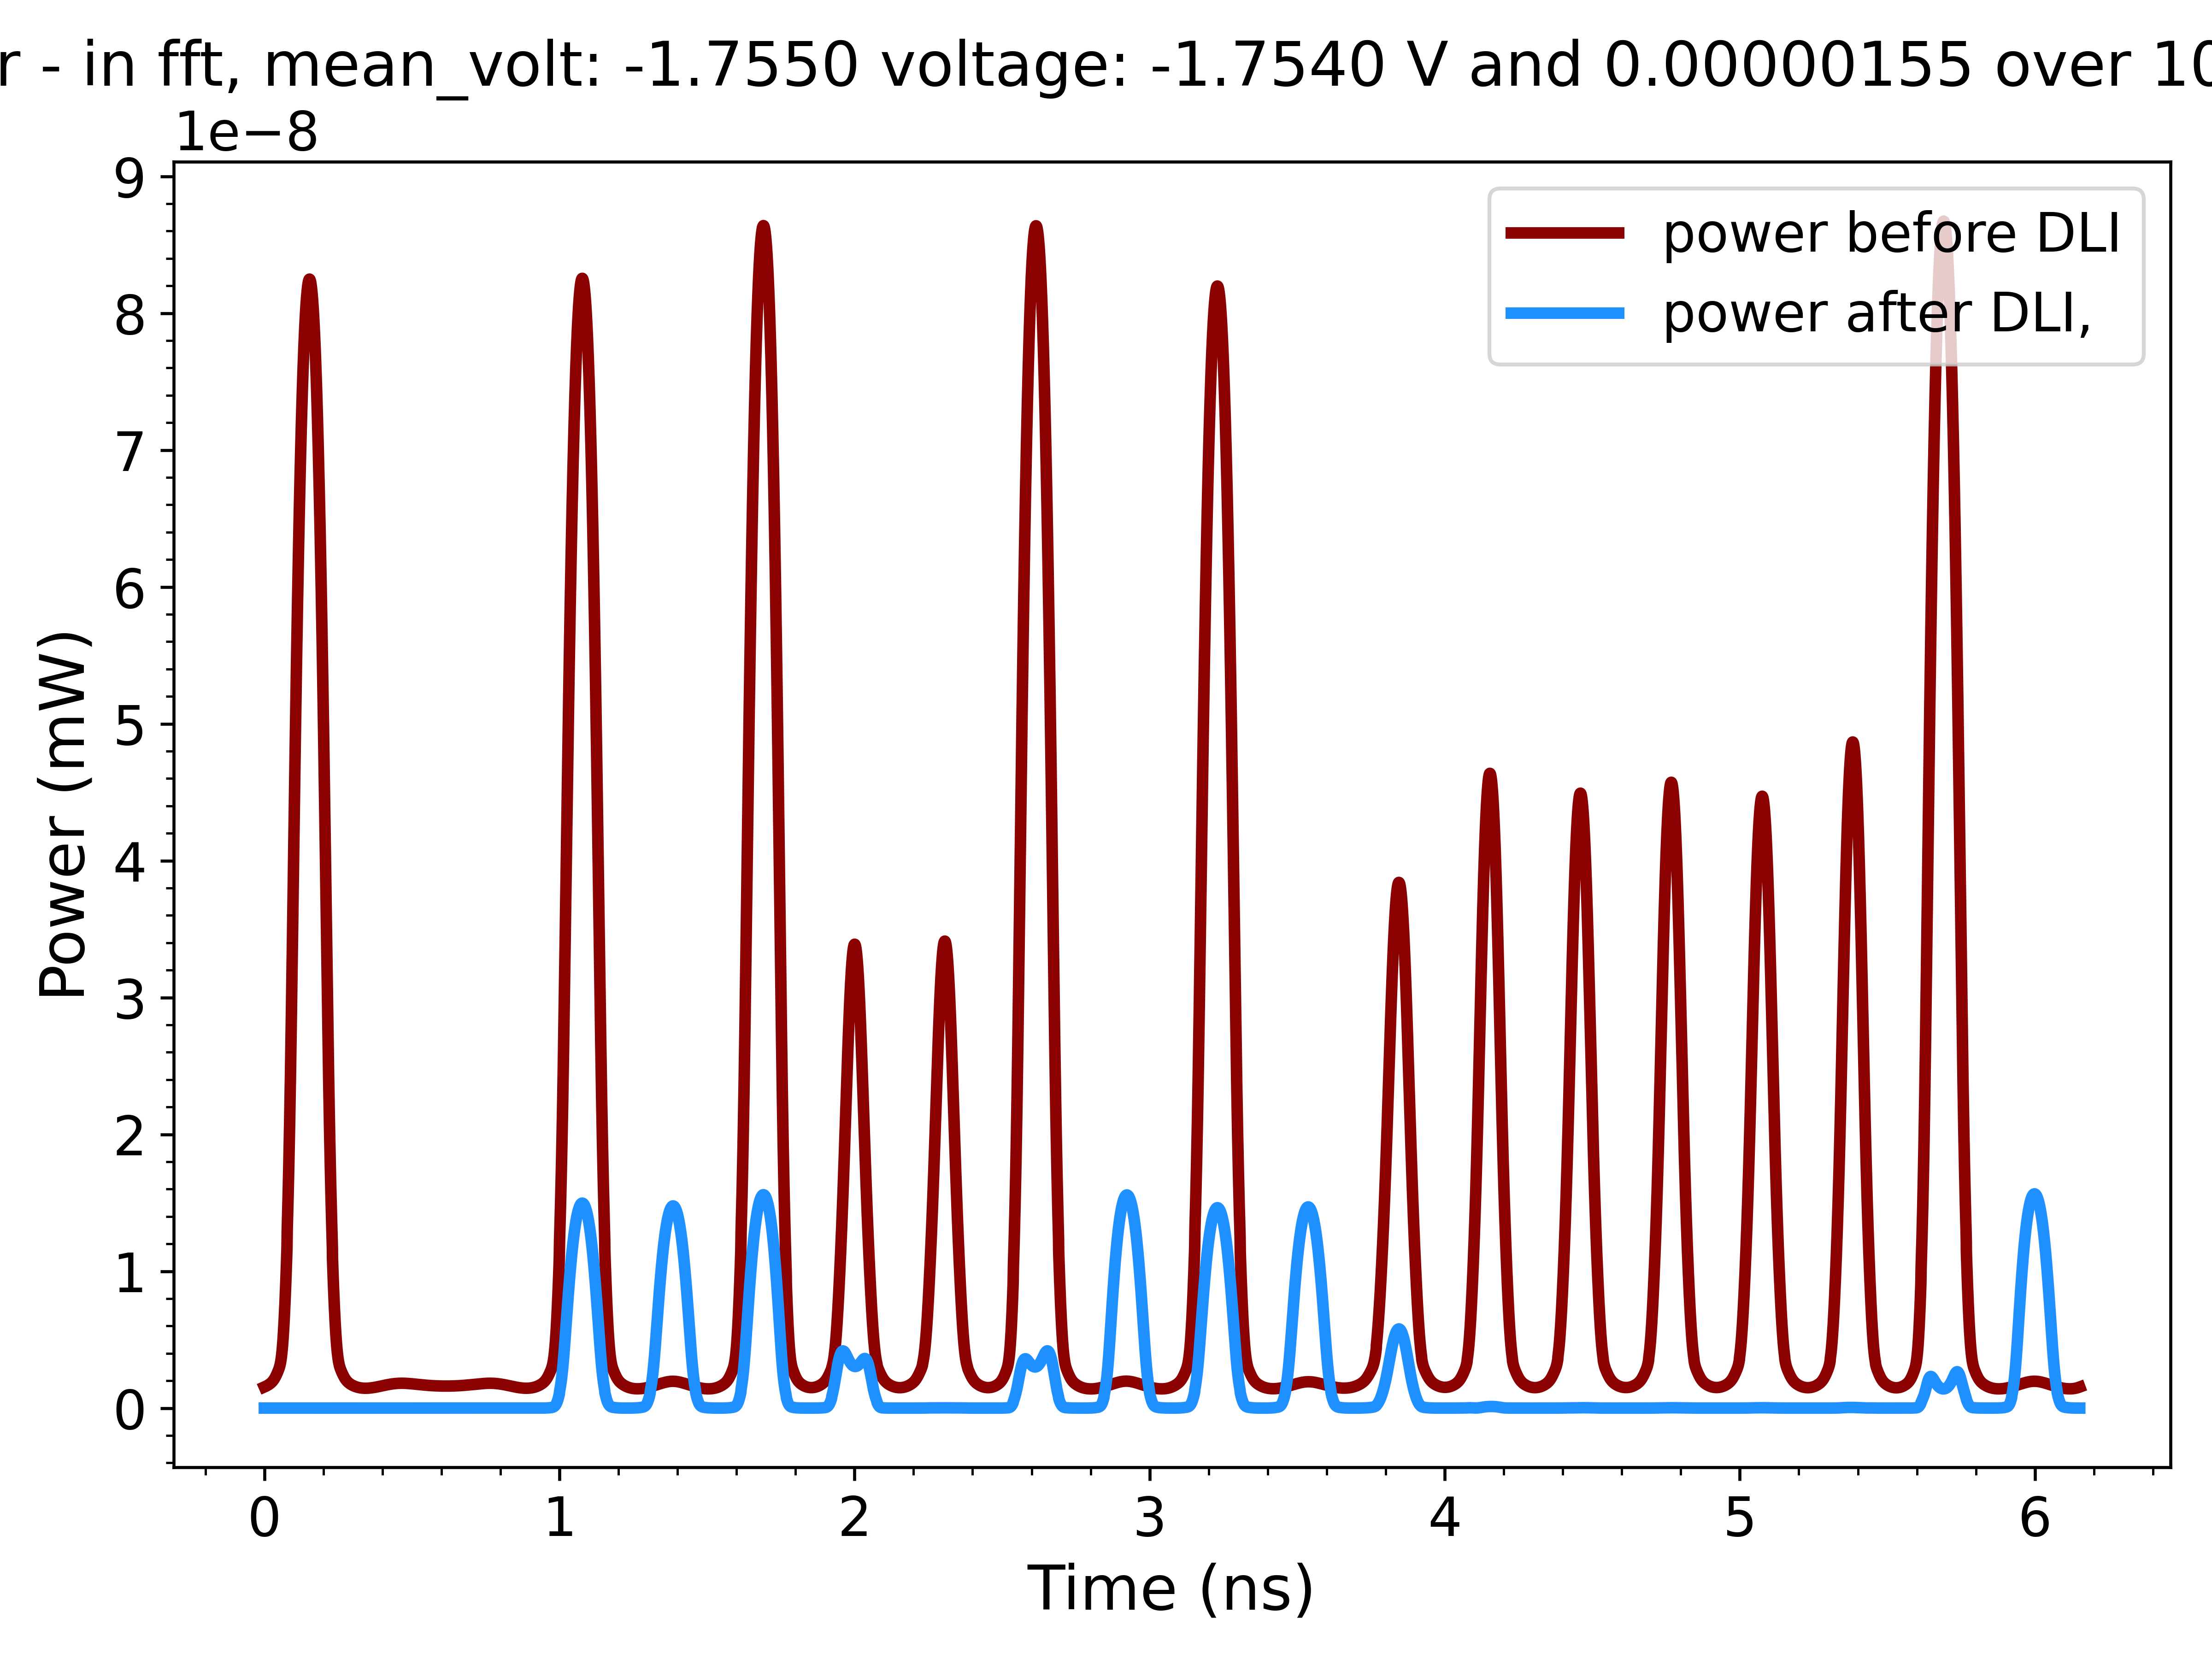 r - in fft, mean_volt: -1.7550 voltage: -1.7540 V and 0.00000155 over 10
1e−8
9
8
7
6
5
4
3
2
1
0
Power (mW)
power before DLI
power after DLI,
0 1 2 3 4 5 6
Time (ns)